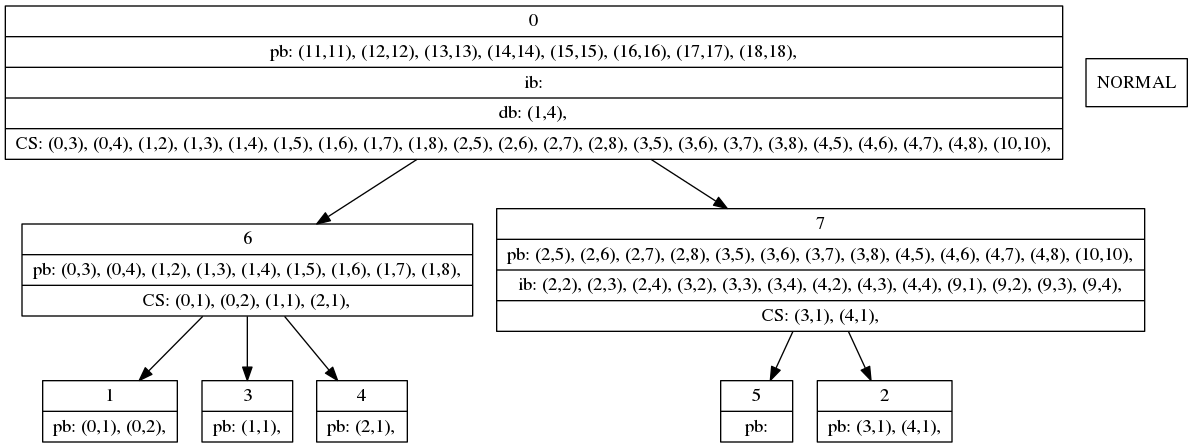 0
pb: (11,11), (12,12), (13,13), (14,14), (15,15), (16,16), (17,17), (18,18),
ib:
db: (1,4),
CS: (0,3), (0,4), (1,2), (1,3), (1,4), (1,5), (1,6), (1,7), (1,8), (2,5), (2,6), (2,7), (2,8), (3,5), (3,6), (3,7), (3,8), (4,5), (4,6), (4,7), (4,8), (10,10),
NORMAL
6
pb: (0,3), (0,4), (1,2), (1,3), (1,4), (1,5), (1,6), (1,7), (1,8),
CS: (0,1), (0,2), (1,1), (2,1),
7
pb: (2,5), (2,6), (2,7), (2,8), (3,5), (3,6), (3,7), (3,8), (4,5), (4,6), (4,7), (4,8), (10,10),
ib: (2,2), (2,3), (2,4), (3,2), (3,3), (3,4), (4,2), (4,3), (4,4), (9,1), (9,2), (9,3), (9,4),
CS: (3,1), (4,1),
1
pb: (0,1), (0,2),
3
pb: (1,1),
4
pb: (2,1),
5
pb:
2
pb: (3,1), (4,1),